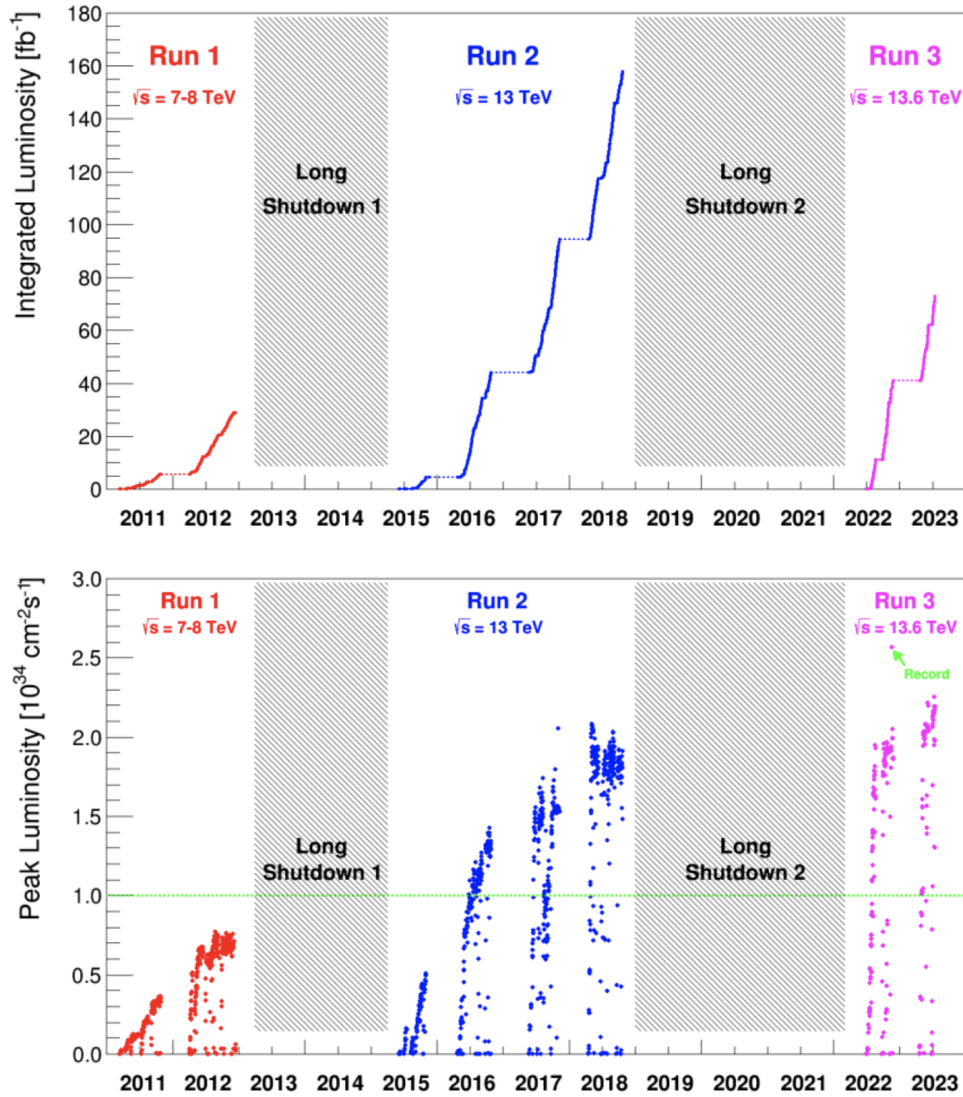 Integrated Luminosity [fb⁻¹]
180
160
140
120
100
80
60
40
20
0
Run 1
√s = 7-8 TeV
Long
Shutdown 1
Run 2
√s = 13 TeV
Long
Shutdown 2
Run 3
√s = 13.6 TeV
2011 2012 2013 2014 2015 2016 2017 2018 2019 2020 2021 2022 2023
Peak Luminosity [10³⁴ cm⁻²s⁻¹]
3.0
2.5
2.0
1.5
1.0
0.5
0.0
Run 1
√s = 7-8 TeV
Long
Shutdown 1
Run 2
√s = 13 TeV
Long
Shutdown 2
Run 3
√s = 13.6 TeV
Record
2011 2012 2013 2014 2015 2016 2017 2018 2019 2020 2021 2022 2023